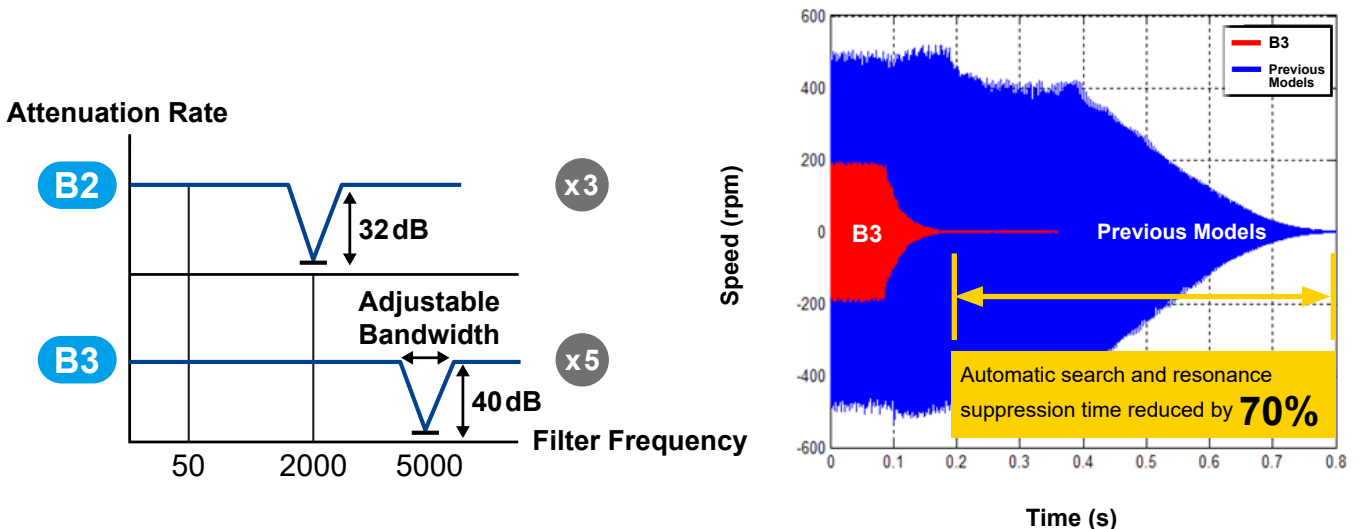 Attenuation Rate
B2
x3
32 dB
Adjustable
Bandwidth
B3
x5
40 dB
Filter Frequency
50
2000
5000
600
400
200
0
-200
-400
-600
Speed (rpm)
B3
Previous
Models
B3
Previous Models
Automatic search and resonance
suppression time reduced by 70%
0
0.1
0.2
0.3
0.4
0.5
0.6
0.7
0.8
Time (s)